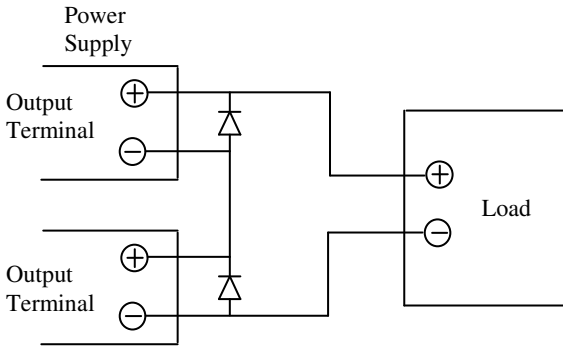 Power
Supply
Output
Terminal
+
−
+
−
Load
Output
Terminal
+
−